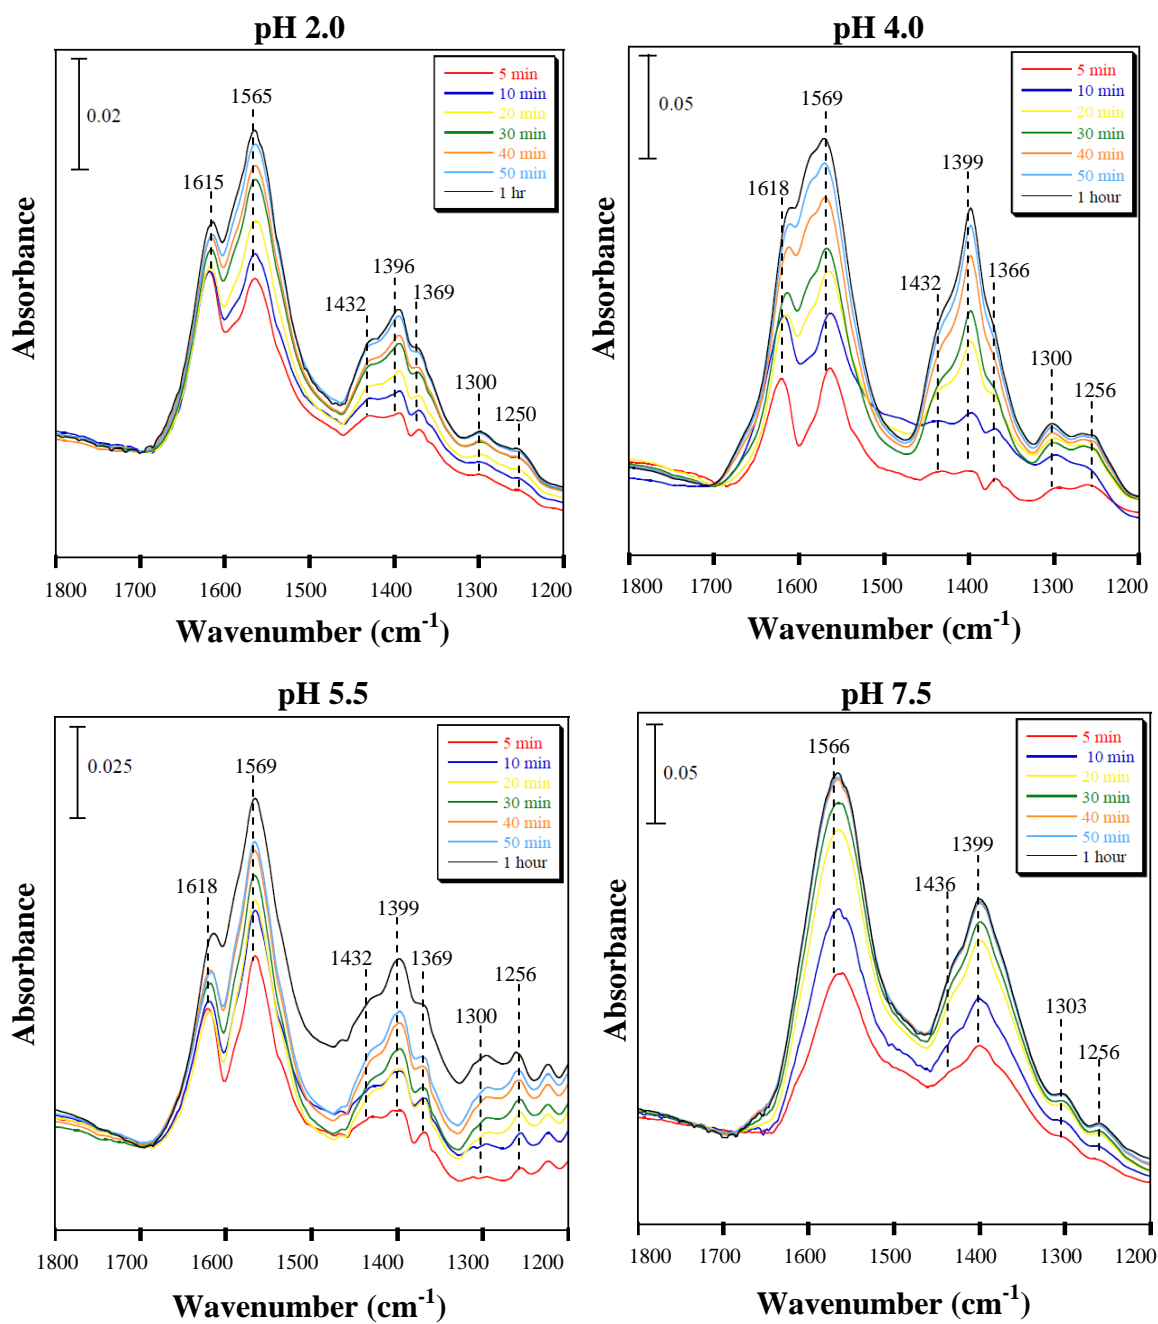 pH 2.0
0.02
1565
1615
1432
1396
1369
1300
1250
5 min
10 min
20 min
30 min
40 min
50 min
1 hr
Absorbance
1800 1700 1600 1500 1400 1300 1200
Wavenumber (cm-1)
pH 4.0
0.05
1569
1618
1432
1399
1366
1300
1256
5 min
10 min
20 min
30 min
40 min
50 min
1 hour
Absorbance
1800 1700 1600 1500 1400 1300 1200
Wavenumber (cm-1)
pH 5.5
0.025
1569
1618
1432
1399
1369
1300
1256
5 min
10 min
20 min
30 min
40 min
50 min
1 hour
Absorbance
1800 1700 1600 1500 1400 1300 1200
Wavenumber (cm-1)
pH 7.5
0.05
1566
1436
1399
1303
1256
5 min
10 min
20 min
30 min
40 min
50 min
1 hour
Absorbance
1800 1700 1600 1500 1400 1300 1200
Wavenumber (cm-1)